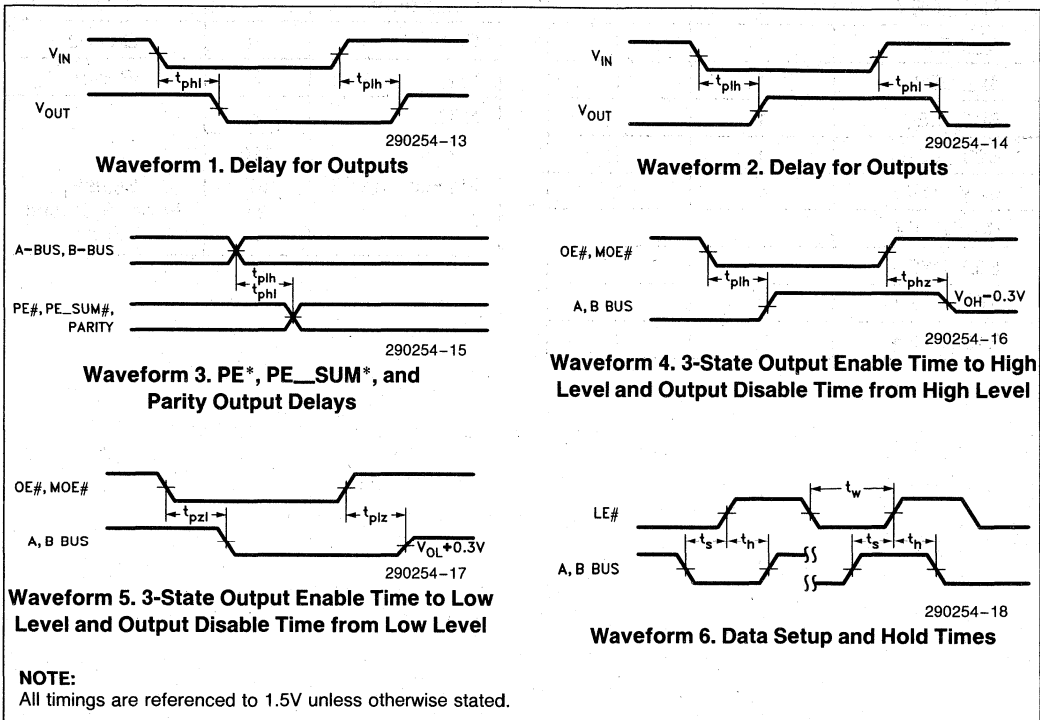 V_IN
t_phl
t_plh
V_OUT
290254-13
Waveform 1. Delay for Outputs
V_IN
t_plh
t_phl
V_OUT
290254-14
Waveform 2. Delay for Outputs
A-BUS, B-BUS
t_plh
t_phl
PE#, PE_SUM#,
PARITY
290254-15
Waveform 3. PE*, PE_SUM*, and
Parity Output Delays
OE#, MOE#
t_plh
t_phz
A, B BUS
V_OH-0.3V
290254-16
Waveform 4. 3-State Output Enable Time to High
Level and Output Disable Time from High Level
OE#, MOE#
t_pzl
t_plz
A, B BUS
V_OL+0.3V
290254-17
Waveform 5. 3-State Output Enable Time to Low
Level and Output Disable Time from Low Level
t_w
LE#
t_s t_h t_s t_h
A, B BUS
290254-18
Waveform 6. Data Setup and Hold Times
NOTE:
All timings are referenced to 1.5V unless otherwise stated.